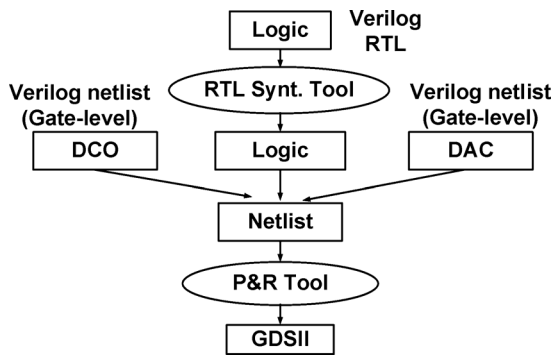 Logic
Verilog
RTL
RTL Synt. Tool
Verilog netlist
(Gate-level)
DCO
Logic
Verilog netlist
(Gate-level)
DAC
Netlist
P&R Tool
GDSII